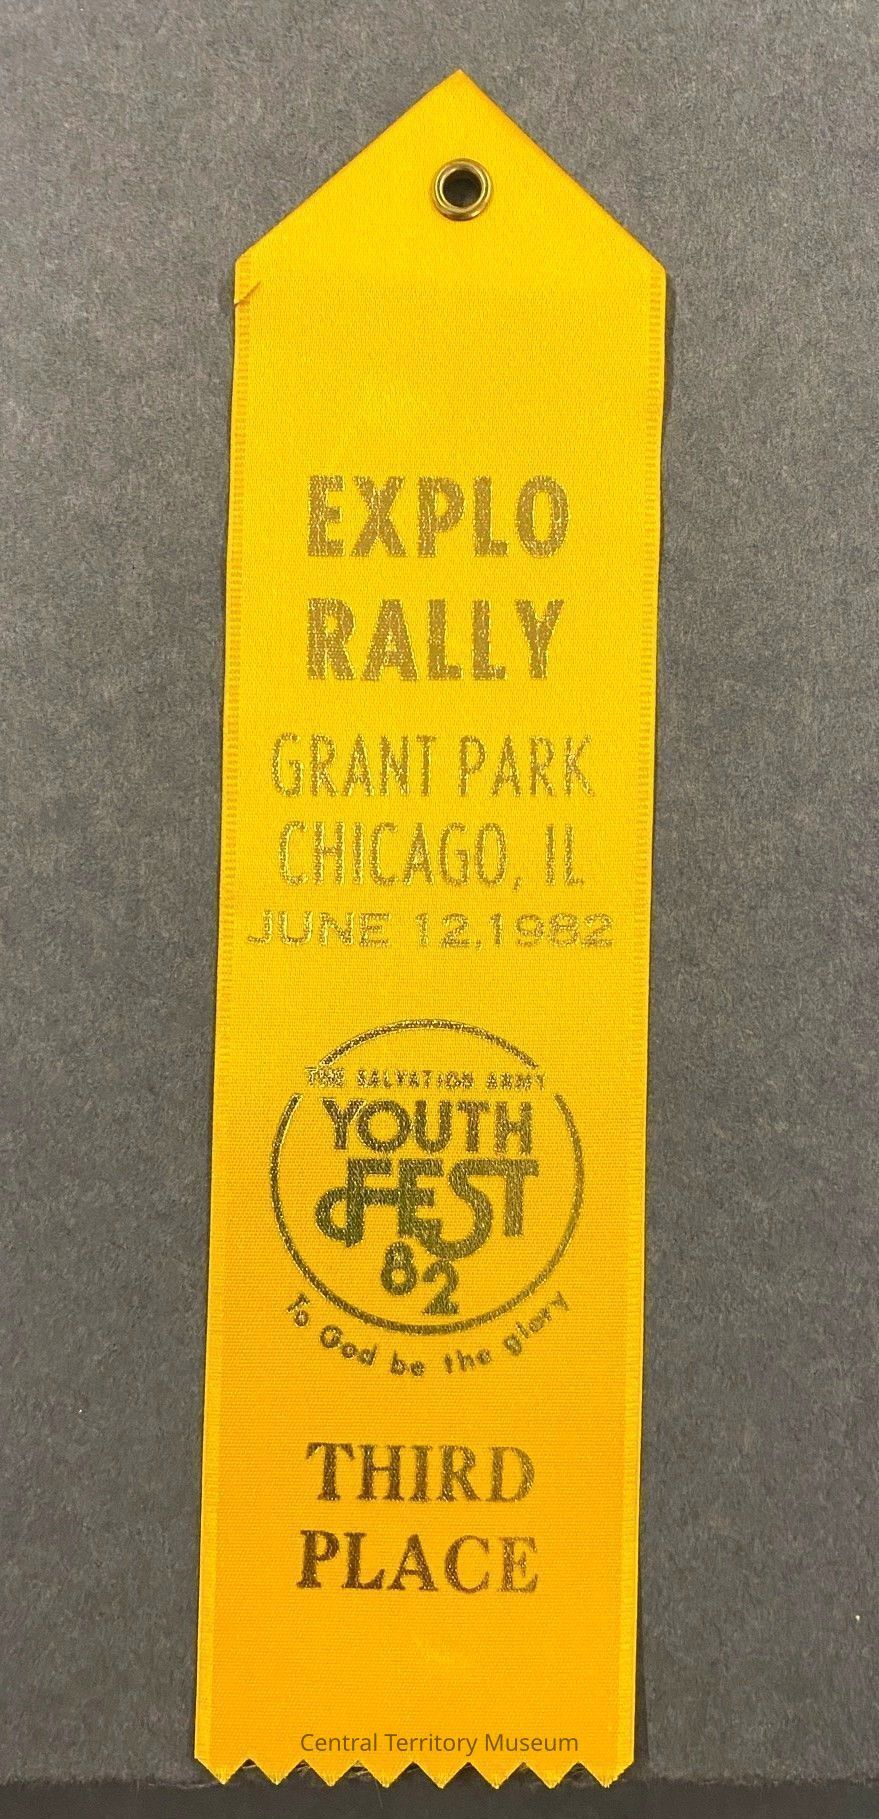 EXPLO
RALLY
GRANT PARK
CHICAGO, IL
JUNE 12,1982
THE SALVATION ARMY
YOUTH
FEST
82
To God be the glory
THIRD
PLACE
Central Territory Museum